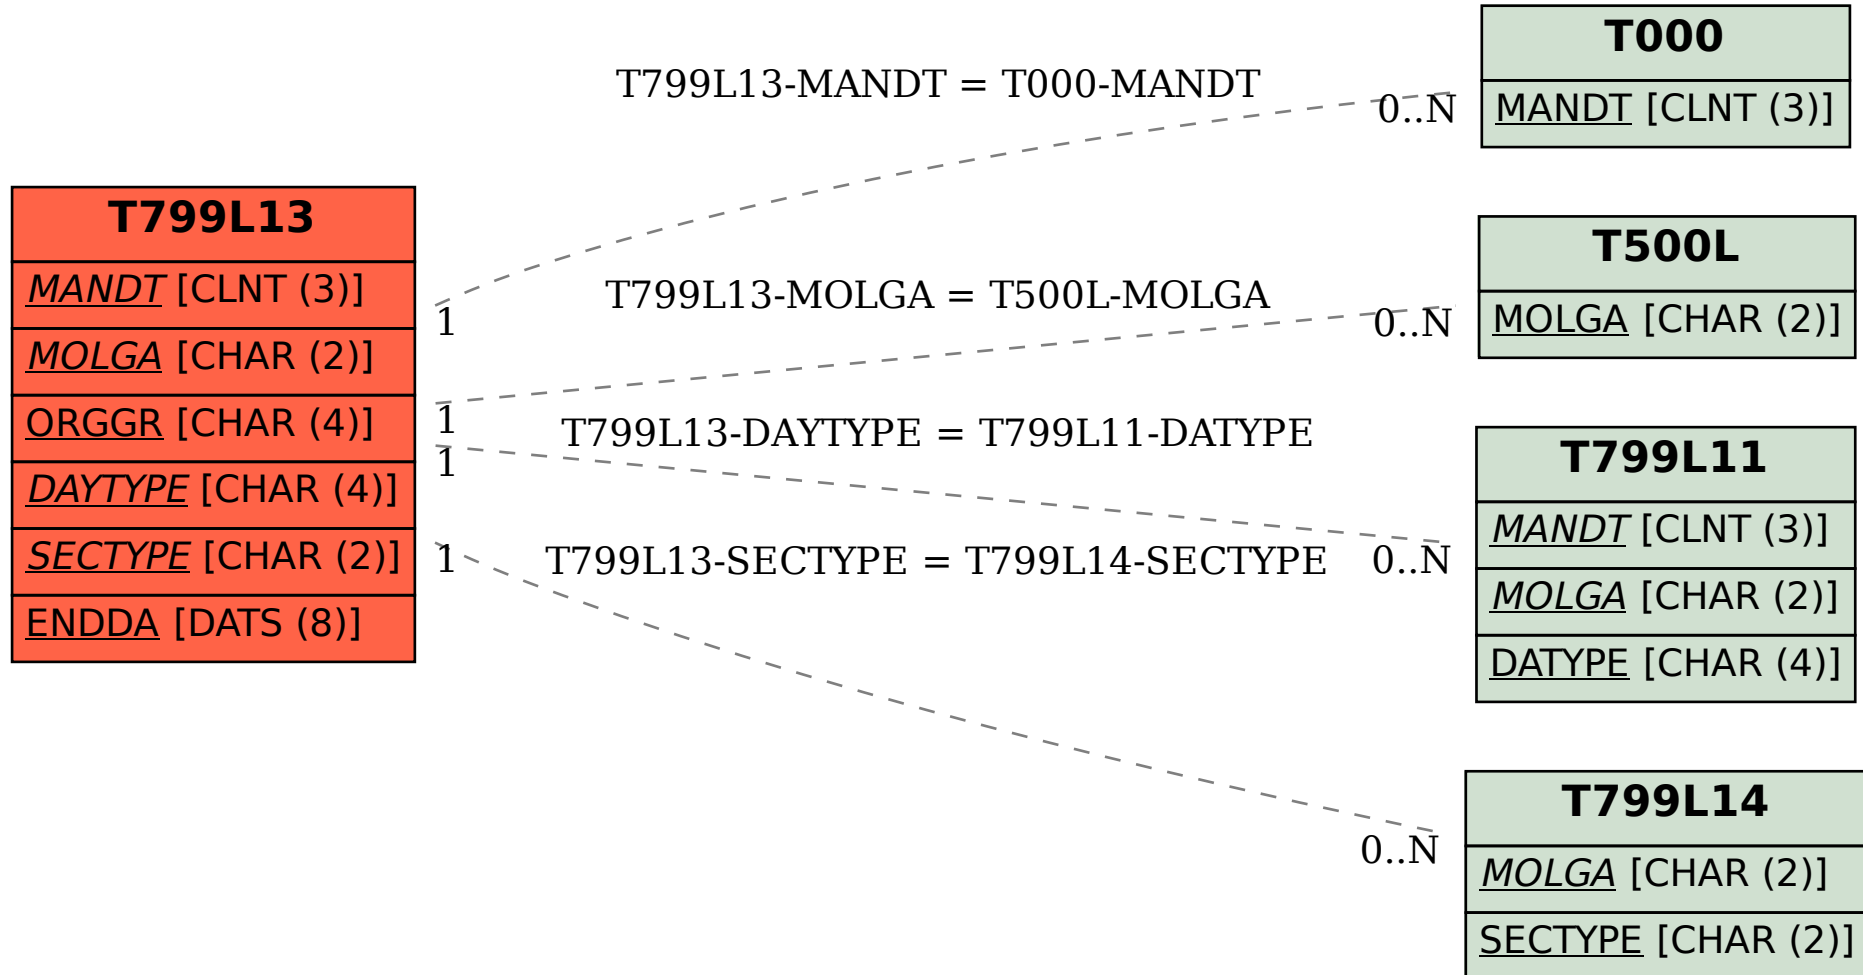 T000
MANDT [CLNT (3)]
T799L13-MANDT = T000-MANDT
0..N
1
T799L13
MANDT [CLNT (3)]
MOLGA [CHAR (2)]
ORGGR [CHAR (4)]
DAYTYPE [CHAR (4)]
SECTYPE [CHAR (2)]
ENDDA [DATS (8)]
T500L
MOLGA [CHAR (2)]
T799L13-MOLGA = T500L-MOLGA
0..N
1
T799L13-DAYTYPE = T799L11-DATYPE
1
0..N
T799L11
MANDT [CLNT (3)]
MOLGA [CHAR (2)]
DATYPE [CHAR (4)]
T799L13-SECTYPE = T799L14-SECTYPE
1
0..N
T799L14
MOLGA [CHAR (2)]
SECTYPE [CHAR (2)]